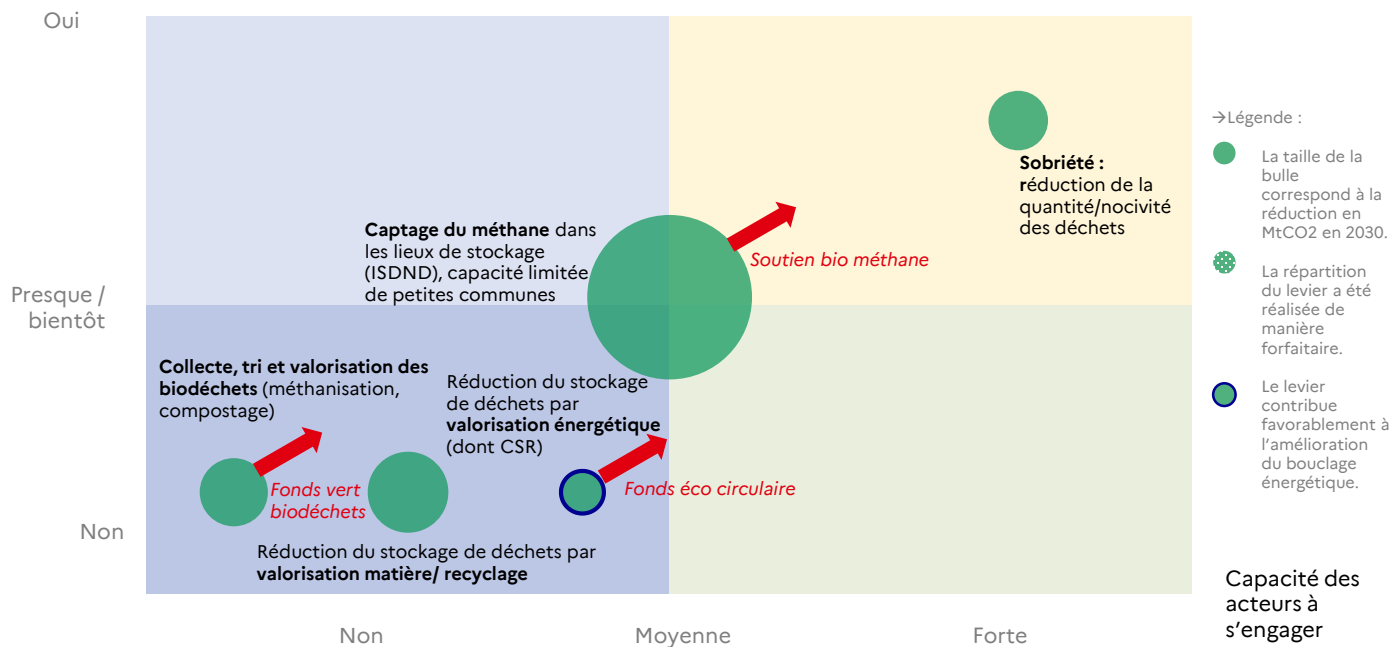 Oui
Presque /
bientôt
Non
Captage du méthane dans
les lieux de stockage
(ISDND), capacité limitée
de petites communes
Soutien bio méthane
Sobriété :
réduction de la
quantité/nocivité
des déchets
Collecte, tri et valorisation des
biodéchets (méthanisation,
compostage)
Fonds vert
biodéchets
Réduction du stockage
de déchets par
valorisation énergétique
(dont CSR)
Fonds éco circulaire
Réduction du stockage de déchets par
valorisation matière/ recyclage
Non
Moyenne
Forte
→Légende :
La taille de la
bulle
correspond à la
réduction en
MtCO2 en 2030.
La répartition
du levier a été
réalisée de
manière
forfaitaire.
Le levier
contribue
favorablement à
l’amélioration
du bouclage
énergétique.
Capacité des
acteurs à
s’engager